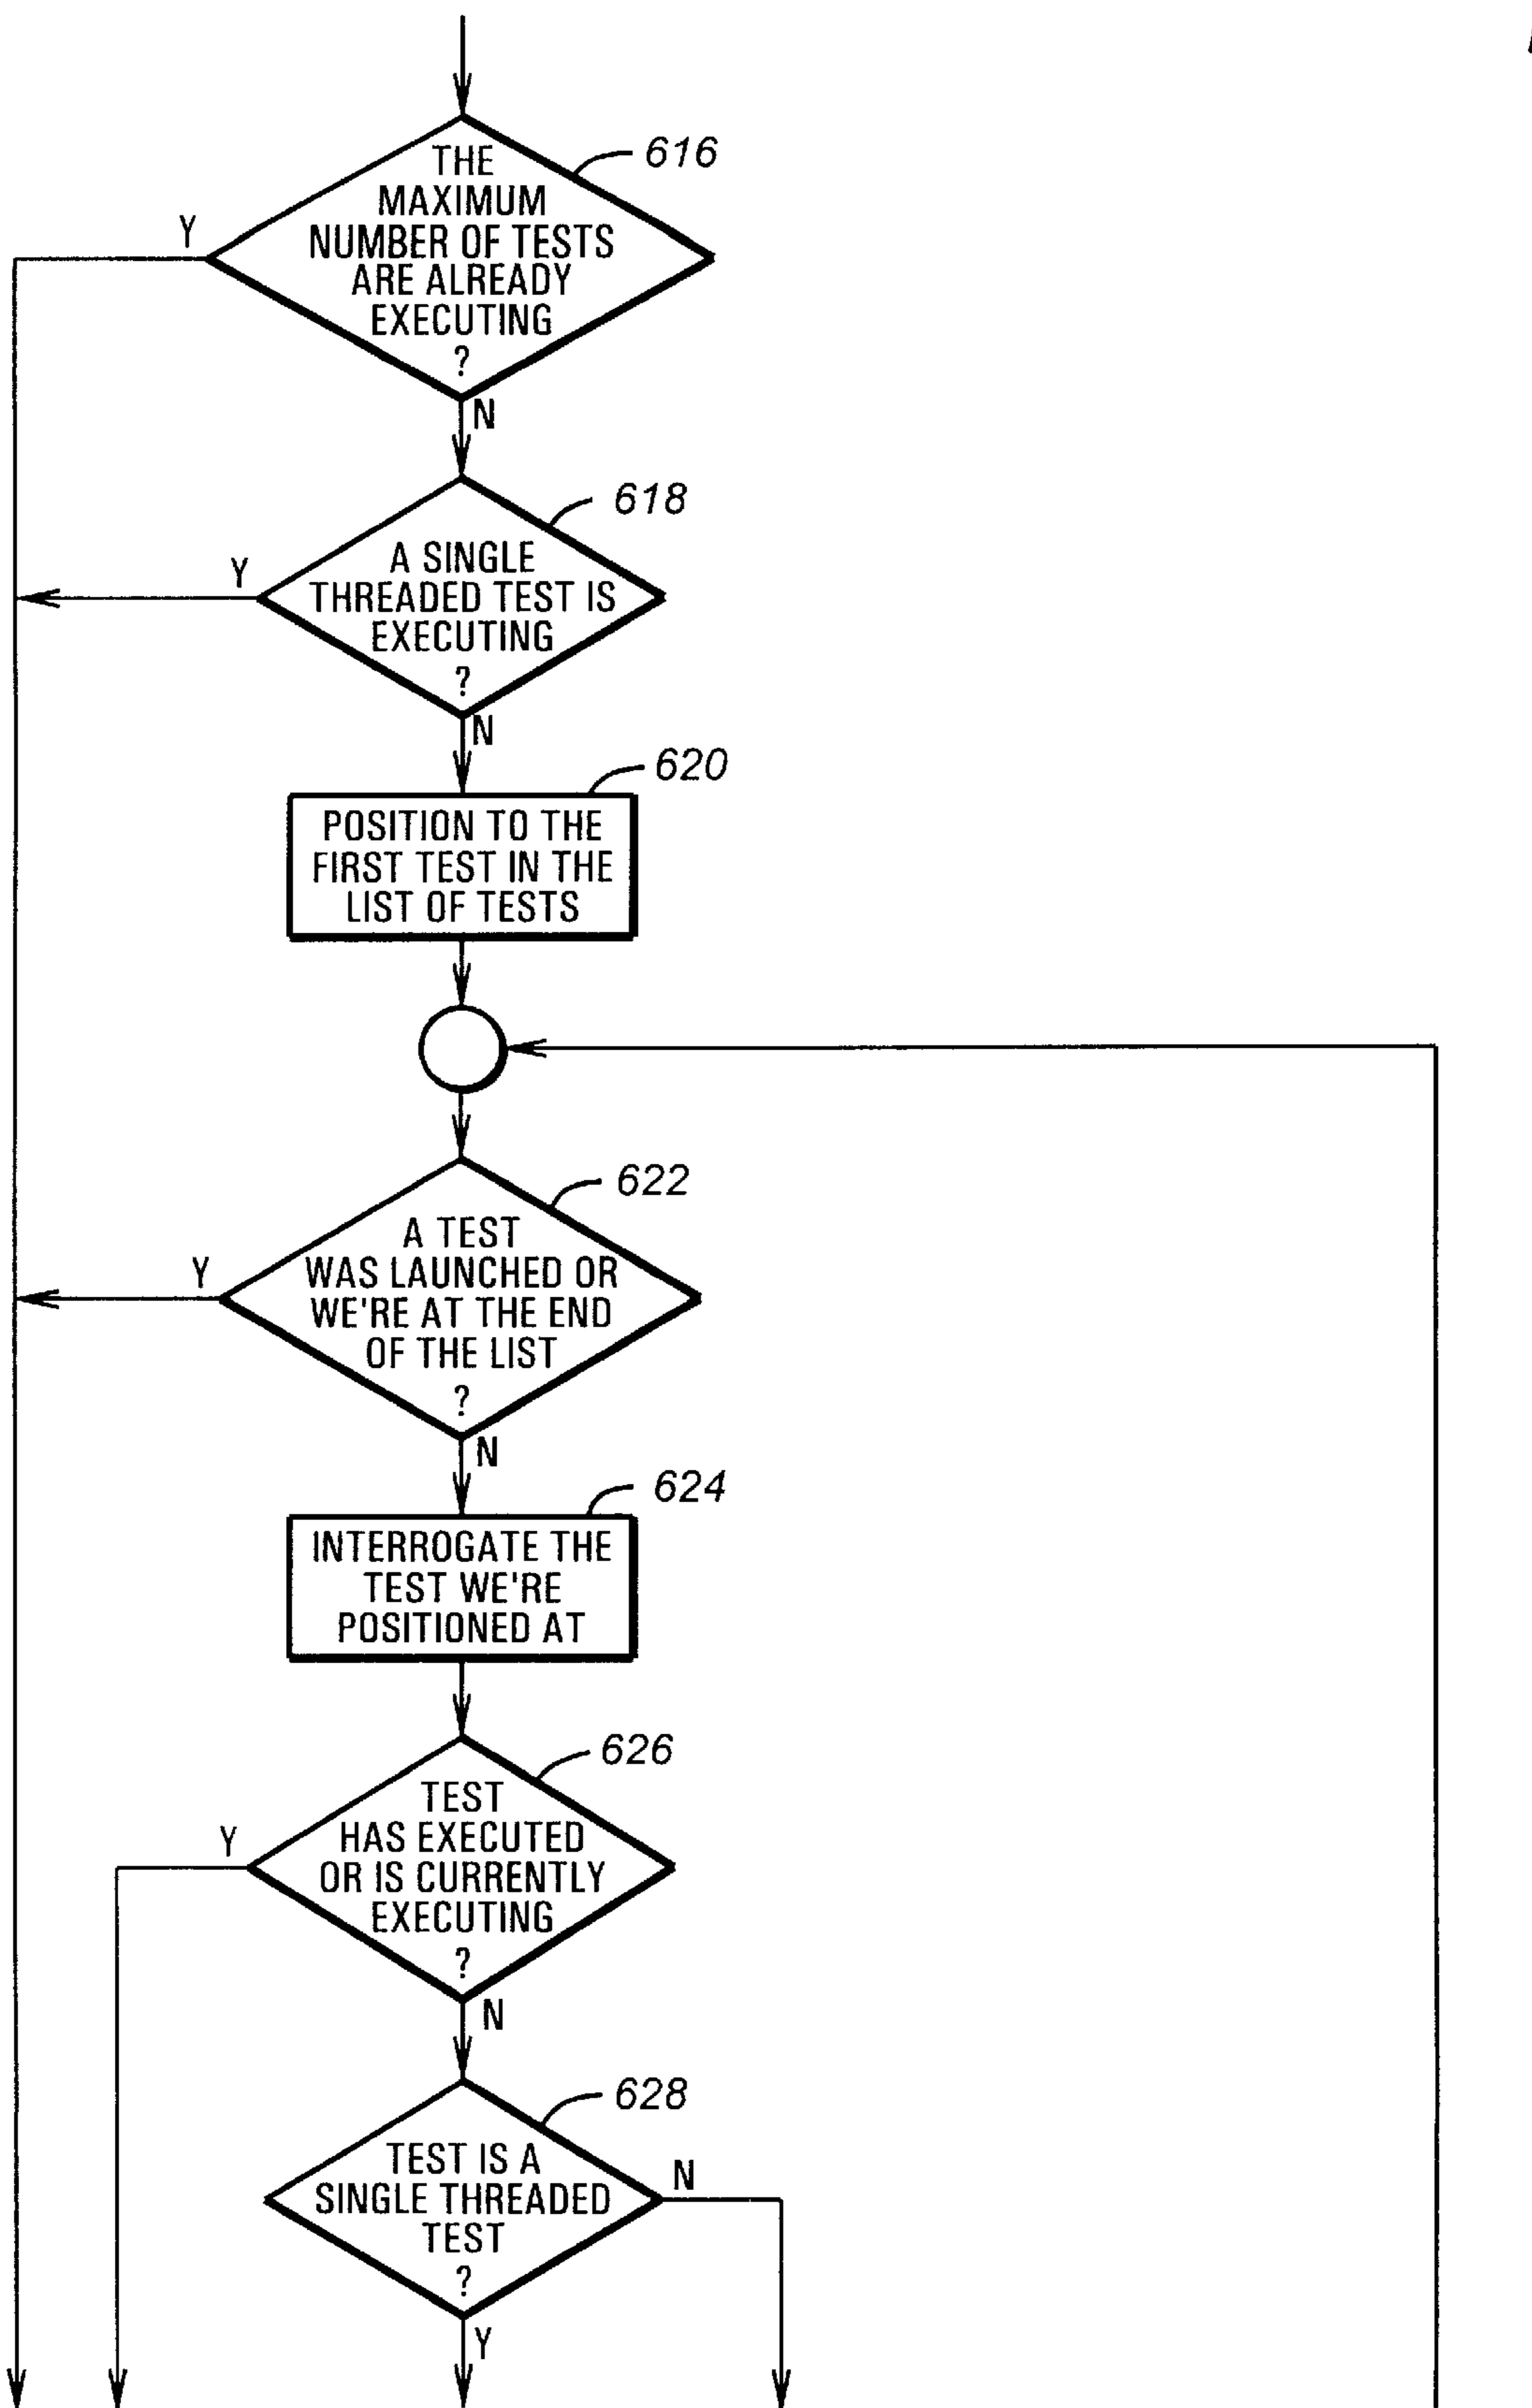 616
THE
MAXIMUM
NUMBER OF TESTS
ARE ALREADY
EXECUTING
?
Y
N
618
A SINGLE
THREADED TEST IS
EXECUTING
?
Y
N
620
POSITION TO THE
FIRST TEST IN THE
LIST OF TESTS
622
A TEST
WAS LAUNCHED OR
WE'RE AT THE END
OF THE LIST
?
Y
N
624
INTERROGATE THE
TEST WE'RE
POSITIONED AT
626
TEST
HAS EXECUTED
OR IS CURRENTLY
EXECUTING
?
Y
N
628
TEST IS A
SINGLE THREADED
TEST
?
N
Y